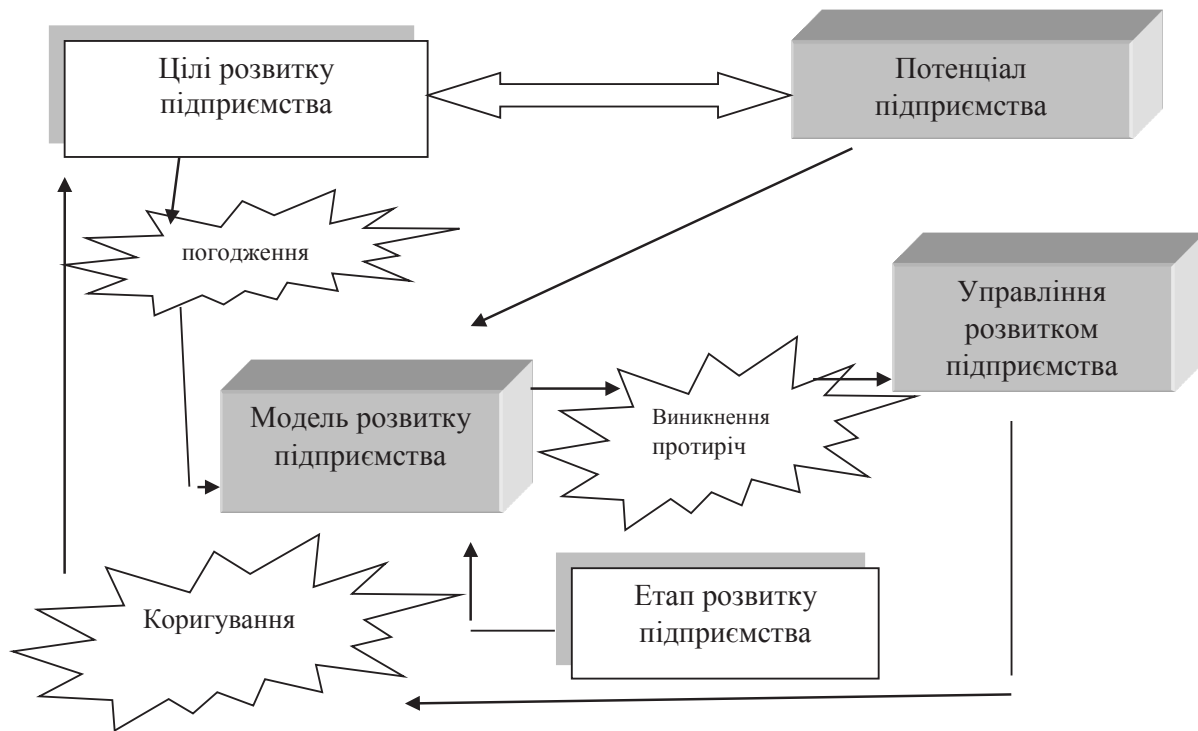 Цілі розвитку
підприємства
Потенціал
підприємства
погодження
Управління
розвитком
підприємства
Модель розвитку
підприємства
Виникнення
протиріч
Етап розвитку
підприємства
Коригування